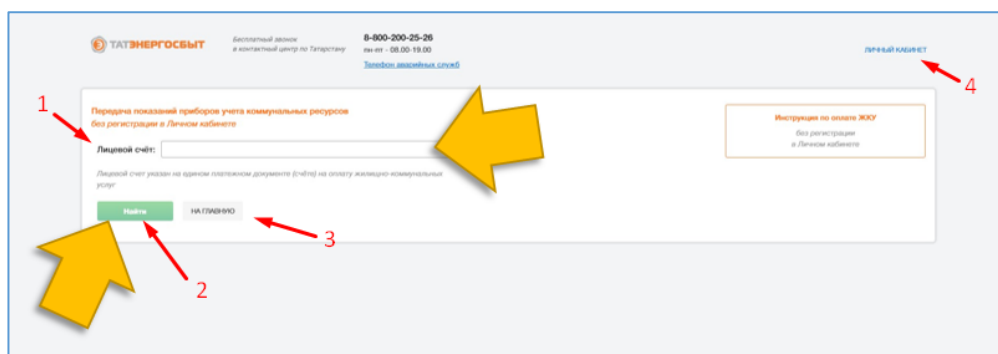 ТАТЭНЕРГОСБЫТ
Бесплатный звонок
в контактный центр по Татарстану
8-800-200-25-26
пн-пт - 08.00-19.00
Телефон аварийных служб
ЛИЧНЫЙ КАБИНЕТ
4
1
Передача показаний приборов учета коммунальных ресурсов
без регистрации в Личном кабинете
Лицевой счёт:
Лицевой счет указан на едином платежном документе (счёте) на оплату жилищно-коммунальных
услуг
Найти
НА ГЛАВНУЮ
3
2
Инструкция по оплате ЖКУ
без регистрации
в Личном кабинете